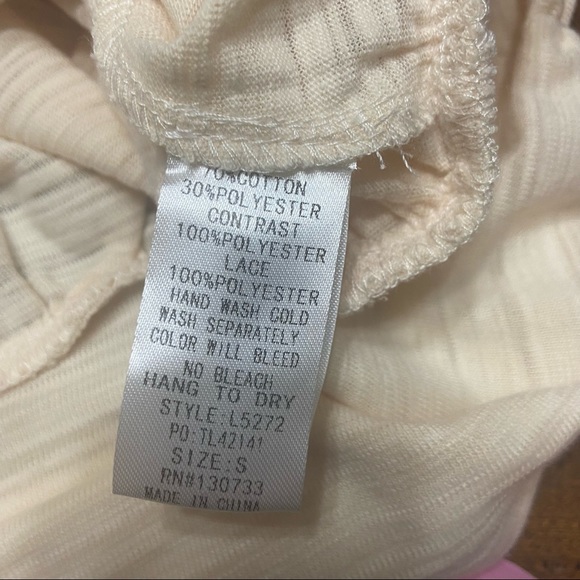 70%COTTON
30%POLYESTER
CONTRAST
100%POLYESTER
LACE
100%POLYESTER
HAND WASH COLD
WASH SEPARATELY
COLOR WILL BLEED
NO BLEACH
HANG TO DRY
STYLE:L5272
PO:TL42141
SIZE:S
RN#130733
MADE IN CHINA